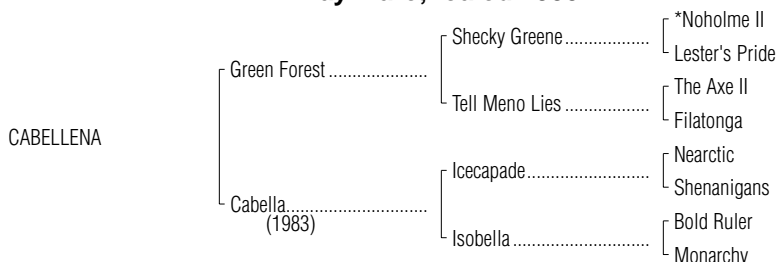 *Noholme II
Shecky Greene
Lester's Pride
Green Forest
The Axe II
Tell Meno Lies
Filatonga
CABELLENA
Nearctic
Icecapade
Shenanigans
Cabella
(1983)
Bold Ruler
Isobella
Monarchy